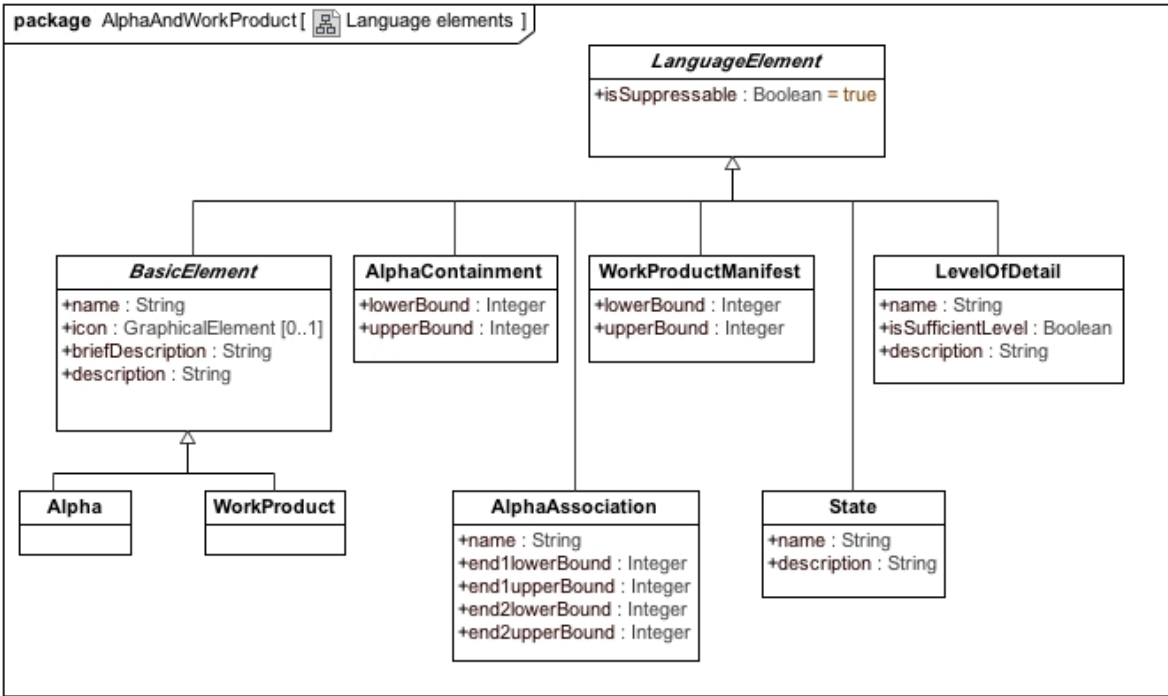 package AlphaAndWorkProduct [ Language elements ]
LanguageElement
+isSuppressable : Boolean = true
BasicElement
+name : String
+icon : GraphicalElement [0..1]
+briefDescription : String
+description : String
AlphaContainment
+lowerBound : Integer
+upperBound : Integer
WorkProductManifest
+lowerBound : Integer
+upperBound : Integer
LevelOfDetail
+name : String
+isSufficientLevel : Boolean
+description : String
Alpha
WorkProduct
AlphaAssociation
+name : String
+end1lowerBound : Integer
+end1upperBound : Integer
+end2lowerBound : Integer
+end2upperBound : Integer
State
+name : String
+description : String